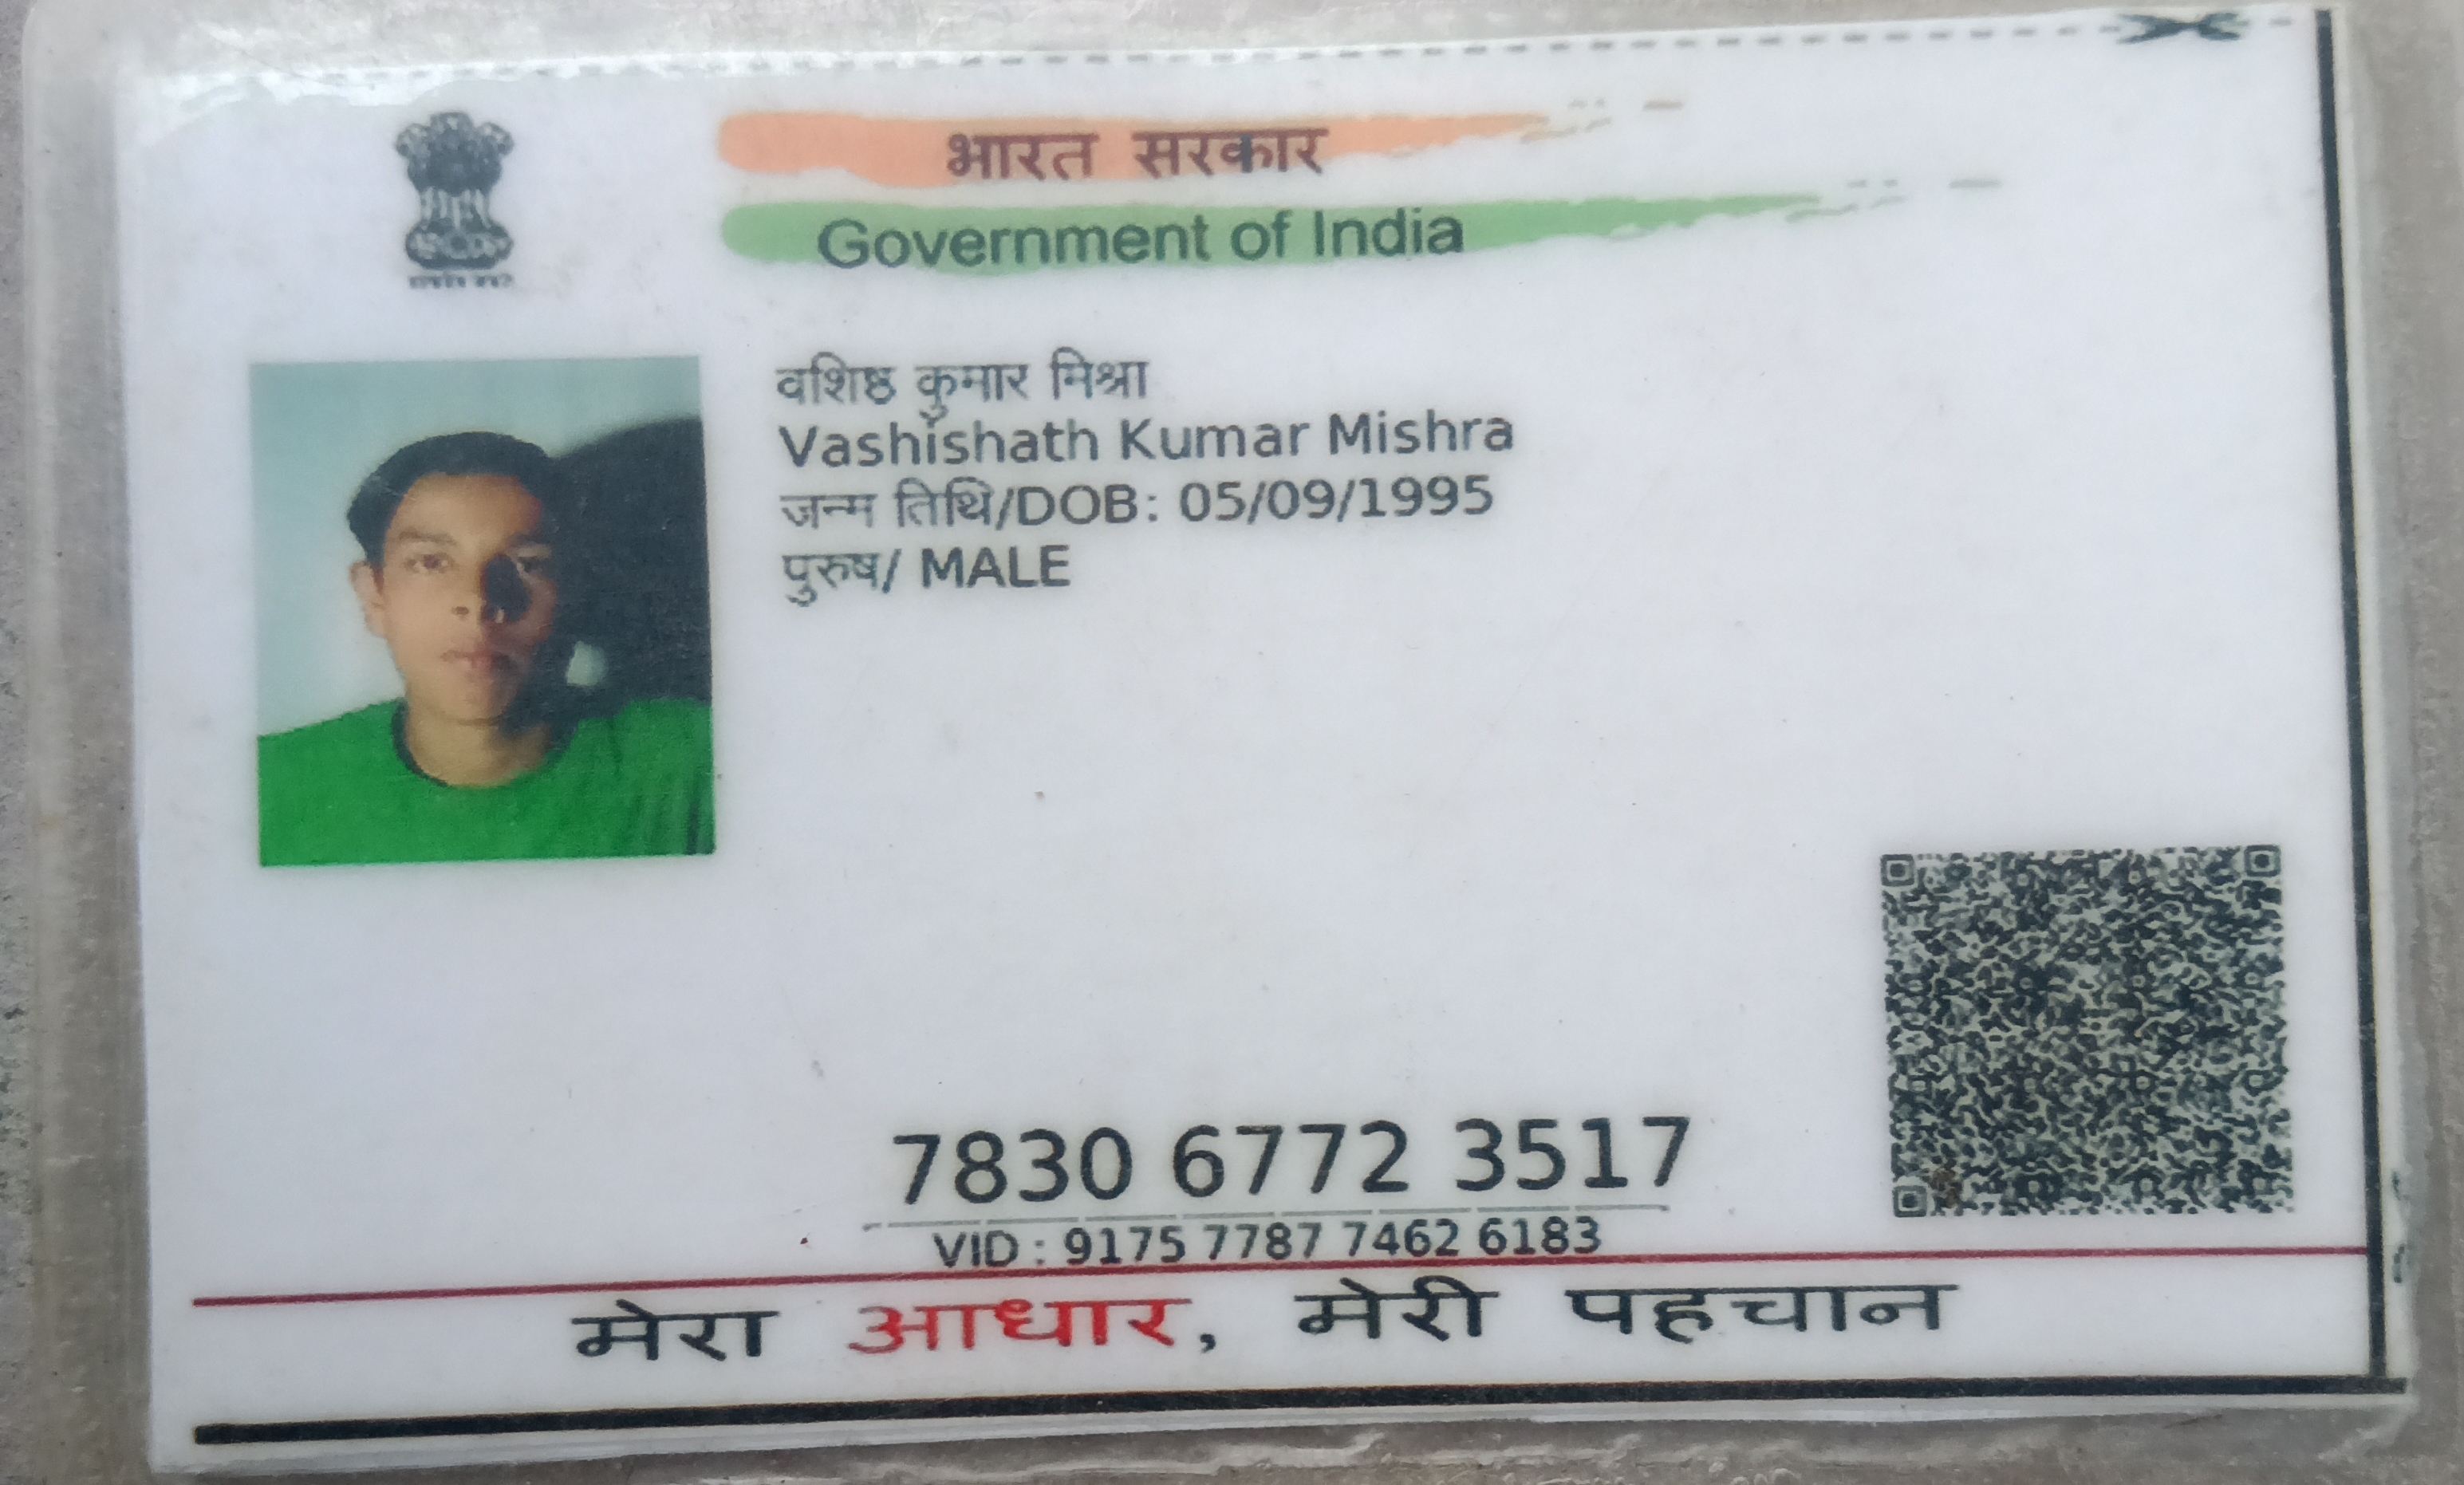 भारत सरकार
Government of India
वशिष्ठ कुमार मिश्रा
Vashishath Kumar Mishra
जन्म तिथि/DOB: 05/09/1995
पुरुष/ MALE
7830 6772 3517
VID : 9175 7787 7462 6183
मेरा आधार, मेरी पहचान